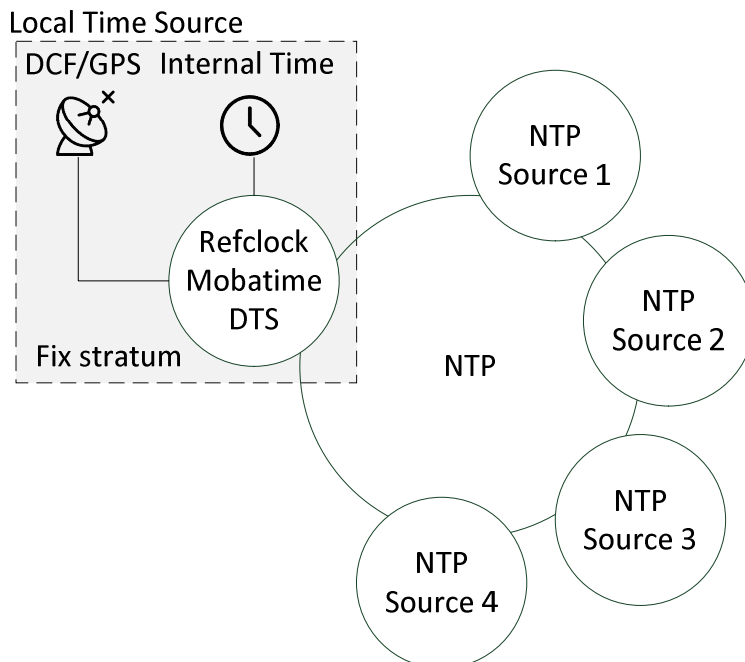 Local Time Source
DCF/GPS
Internal Time
Refclock
Mobatime
DTS
Fix stratum
NTP
NTP
Source 1
NTP
Source 2
NTP
Source 3
NTP
Source 4